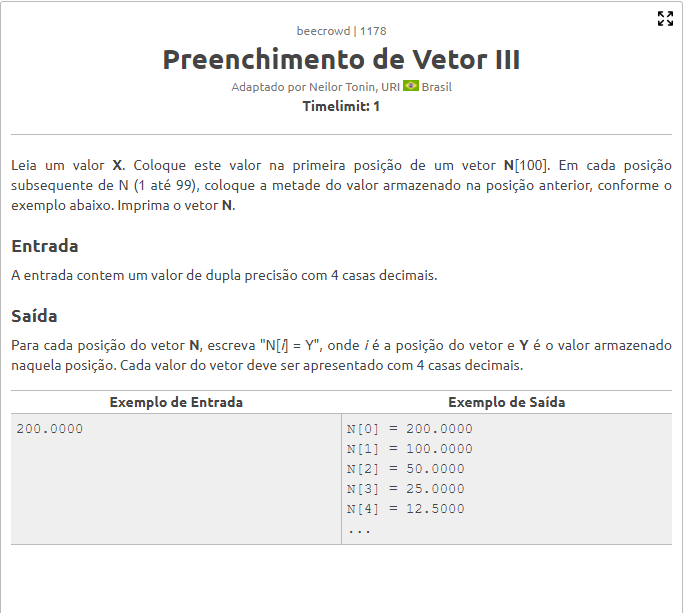 beecrowd | 1178
Preenchimento de Vetor III
Adaptado por Neilor Tonin, URI Brasil
Timelimit: 1
Leia um valor X. Coloque este valor na primeira posição de um vetor N[100]. Em cada posição
subsequente de N (1 até 99), coloque a metade do valor armazenado na posição anterior, conforme o
exemplo abaixo. Imprima o vetor N.
Entrada
A entrada contem um valor de dupla precisão com 4 casas decimais.
Saída
Para cada posição do vetor N, escreva "N[i] = Y", onde i é a posição do vetor e Y é o valor armazenado
naquela posição. Cada valor do vetor deve ser apresentado com 4 casas decimais.
Exemplo de Entrada
Exemplo de Saída
200.0000
N[0] = 200.0000
N[1] = 100.0000
N[2] = 50.0000
N[3] = 25.0000
N[4] = 12.5000
...